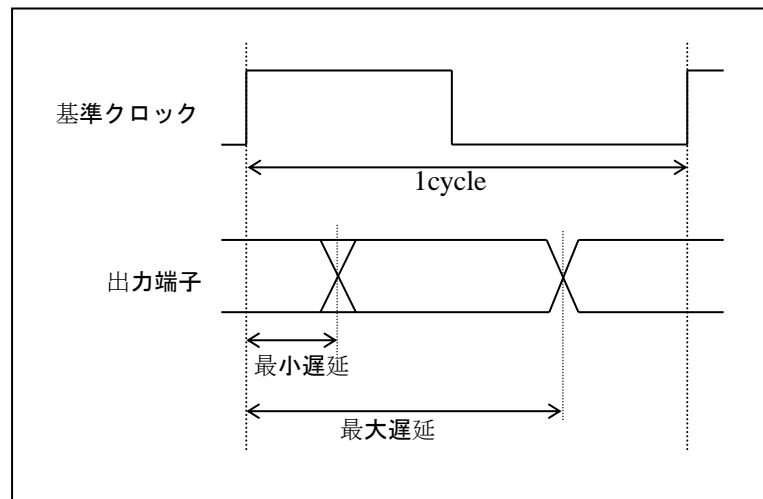 基準クロック
1cycle
出力端子
最小遅延
最大遅延